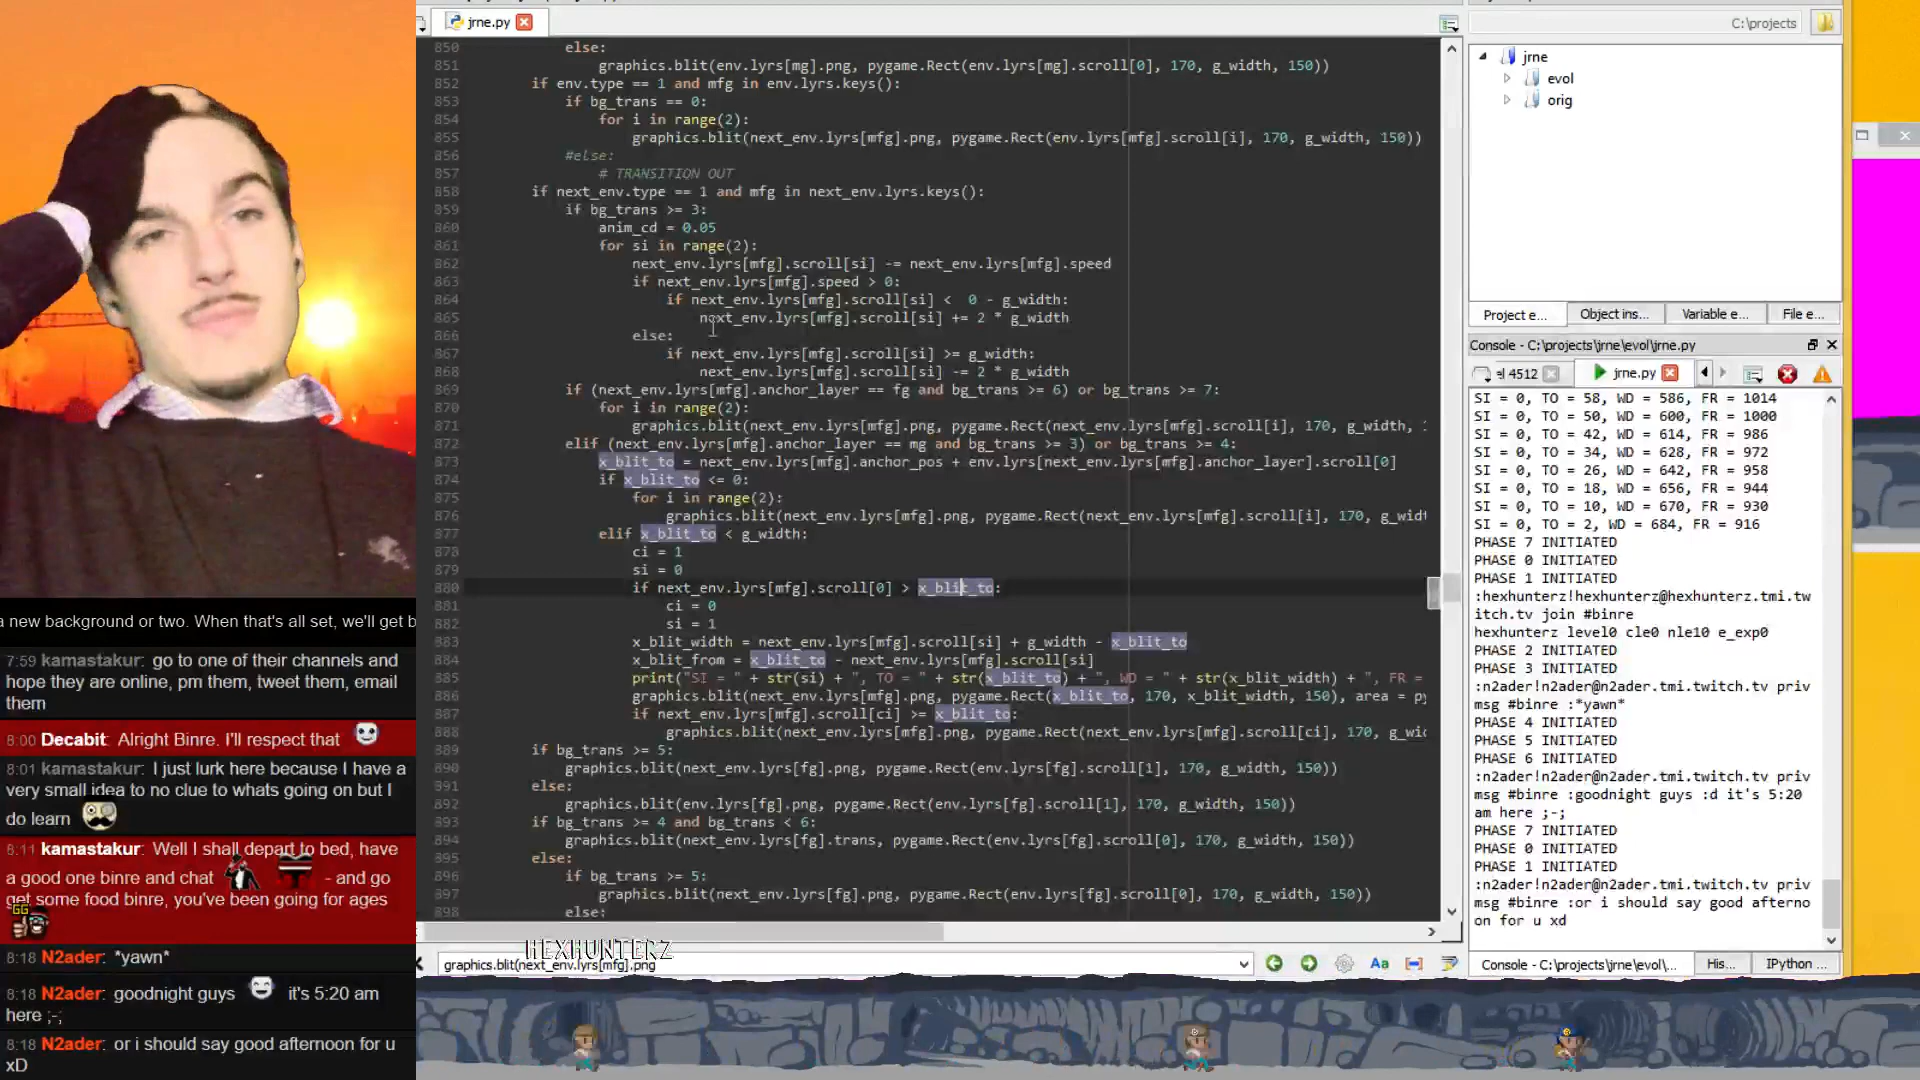 jrne.py
850 else:
851 graphics.blit(env.lyrs[mg].png, pygame.Rect(env.lyrs[mg].scroll[0], 170, g_width, 150))
852 if env.type == 1 and mfg in env.lyrs.keys():
853 if bg_trans == 0:
854 for i in range(2):
855 graphics.blit(next_env.lyrs[mfg].png, pygame.Rect(env.lyrs[mfg].scroll[i], 170, g_width, 150))
856 #else:
857 # TRANSITION OUT
858 if next_env.type == 1 and mfg in next_env.lyrs.keys():
859 if bg_trans >= 3:
860 anim_cd = 0.05
861 for si in range(2):
862 next_env.lyrs[mfg].scroll[si] -= next_env.lyrs[mfg].speed
863 if next_env.lyrs[mfg].speed > 0:
864 if next_env.lyrs[mfg].scroll[si] < 0 - g_width:
865 next_env.lyrs[mfg].scroll[si] += 2 * g_width
866 else:
867 if next_env.lyrs[mfg].scroll[si] >= g_width:
868 next_env.lyrs[mfg].scroll[si] -= 2 * g_width
869 if (next_env.lyrs[mfg].anchor_layer == fg and bg_trans >= 6) or bg_trans >= 7:
870 for i in range(2):
871 graphics.blit(next_env.lyrs[mfg].png, pygame.Rect(next_env.lyrs[mfg].scroll[i], 170, g_width, 1
872 elif (next_env.lyrs[mfg].anchor_layer == mg and bg_trans >= 3) or bg_trans >= 4:
873 x_blit_to = next_env.lyrs[mfg].anchor_pos + env.lyrs[next_env.lyrs[mfg].anchor_layer].scroll[0]
874 if x_blit_to <= 0:
875 for i in range(2):
876 graphics.blit(next_env.lyrs[mfg].png, pygame.Rect(next_env.lyrs[mfg].scroll[i], 170, g_widt
877 elif x_blit_to < g_width:
878 ci = 1
879 si = 0
880 if next_env.lyrs[mfg].scroll[0] > x_blit_to:
881 ci = 0
882 si = 1
883 x_blit_width = next_env.lyrs[mfg].scroll[si] + g_width - x_blit_to
884 x_blit_from = x_blit_to - next_env.lyrs[mfg].scroll[si]
885 print("SI = " + str(si) + ", TO = " + str(x_blit_to) + ", WD = " + str(x_blit_width) + ", FR =
886 graphics.blit(next_env.lyrs[mfg].png, pygame.Rect(x_blit_to, 170, x_blit_width, 150), area = py
887 if next_env.lyrs[mfg].scroll[ci] >= x_blit_to:
888 graphics.blit(next_env.lyrs[mfg].png, pygame.Rect(next_env.lyrs[mfg].scroll[ci], 170, g_wid
889 if bg_trans >= 5:
890 graphics.blit(next_env.lyrs[fg].png, pygame.Rect(env.lyrs[fg].scroll[1], 170, g_width, 150))
891 else:
892 graphics.blit(env.lyrs[fg].png, pygame.Rect(env.lyrs[fg].scroll[1], 170, g_width, 150))
893 if bg_trans >= 4 and bg_trans < 6:
894 graphics.blit(next_env.lyrs[fg].trans, pygame.Rect(env.lyrs[fg].scroll[0], 170, g_width, 150))
895 else:
896 if bg_trans >= 5:
897 graphics.blit(next_env.lyrs[fg].png, pygame.Rect(env.lyrs[fg].scroll[0], 170, g_width, 150))
898 else:
HEXHUNTERZ
graphics.blit(next_env.lyrs[mfg].png
Aa
a new background or two. When that's all set, we'll get b
7:59 kamastakur: go to one of their channels and
hope they are online, pm them, tweet them, email
them
8:00 Decabit: Alright Binre. I'll respect that
8:01 kamastakur: I just lurk here because I have a
very small idea to no clue to whats going on but I
do learn
8:11 kamastakur: Well I shall depart to bed, have
a good one binre and chat - and go
get some food binre, you've been going for ages
GG
8:18 N2ader: *yawn*
8:18 N2ader: goodnight guys it's 5:20 am
here ;-;
8:18 N2ader: or i should say good afternoon for u
xD
C:\projects
jrne
evol
orig
Project e...
Object ins...
Variable e...
File e...
Console - C:\projects\jrne\evol\jrne.py
el 4512
jrne.py
SI = 0, TO = 58, WD = 586, FR = 1014
SI = 0, TO = 50, WD = 600, FR = 1000
SI = 0, TO = 42, WD = 614, FR = 986
SI = 0, TO = 34, WD = 628, FR = 972
SI = 0, TO = 26, WD = 642, FR = 958
SI = 0, TO = 18, WD = 656, FR = 944
SI = 0, TO = 10, WD = 670, FR = 930
SI = 0, TO = 2, WD = 684, FR = 916
PHASE 7 INITIATED
PHASE 0 INITIATED
PHASE 1 INITIATED
:hexhunterz!hexhunterz@hexhunterz.tmi.tw
itch.tv join #binre
hexhunterz level0 cle0 nle10 e_exp0
PHASE 2 INITIATED
PHASE 3 INITIATED
:n2ader!n2ader@n2ader.tmi.twitch.tv priv
msg #binre :*yawn*
PHASE 4 INITIATED
PHASE 5 INITIATED
PHASE 6 INITIATED
:n2ader!n2ader@n2ader.tmi.twitch.tv priv
msg #binre :goodnight guys :d it's 5:20
am here ;-;
PHASE 7 INITIATED
PHASE 0 INITIATED
PHASE 1 INITIATED
:n2ader!n2ader@n2ader.tmi.twitch.tv priv
msg #binre :or i should say good afterno
on for u xd
Console - C:\projects\jrne\evol\...
His...
IPython ...